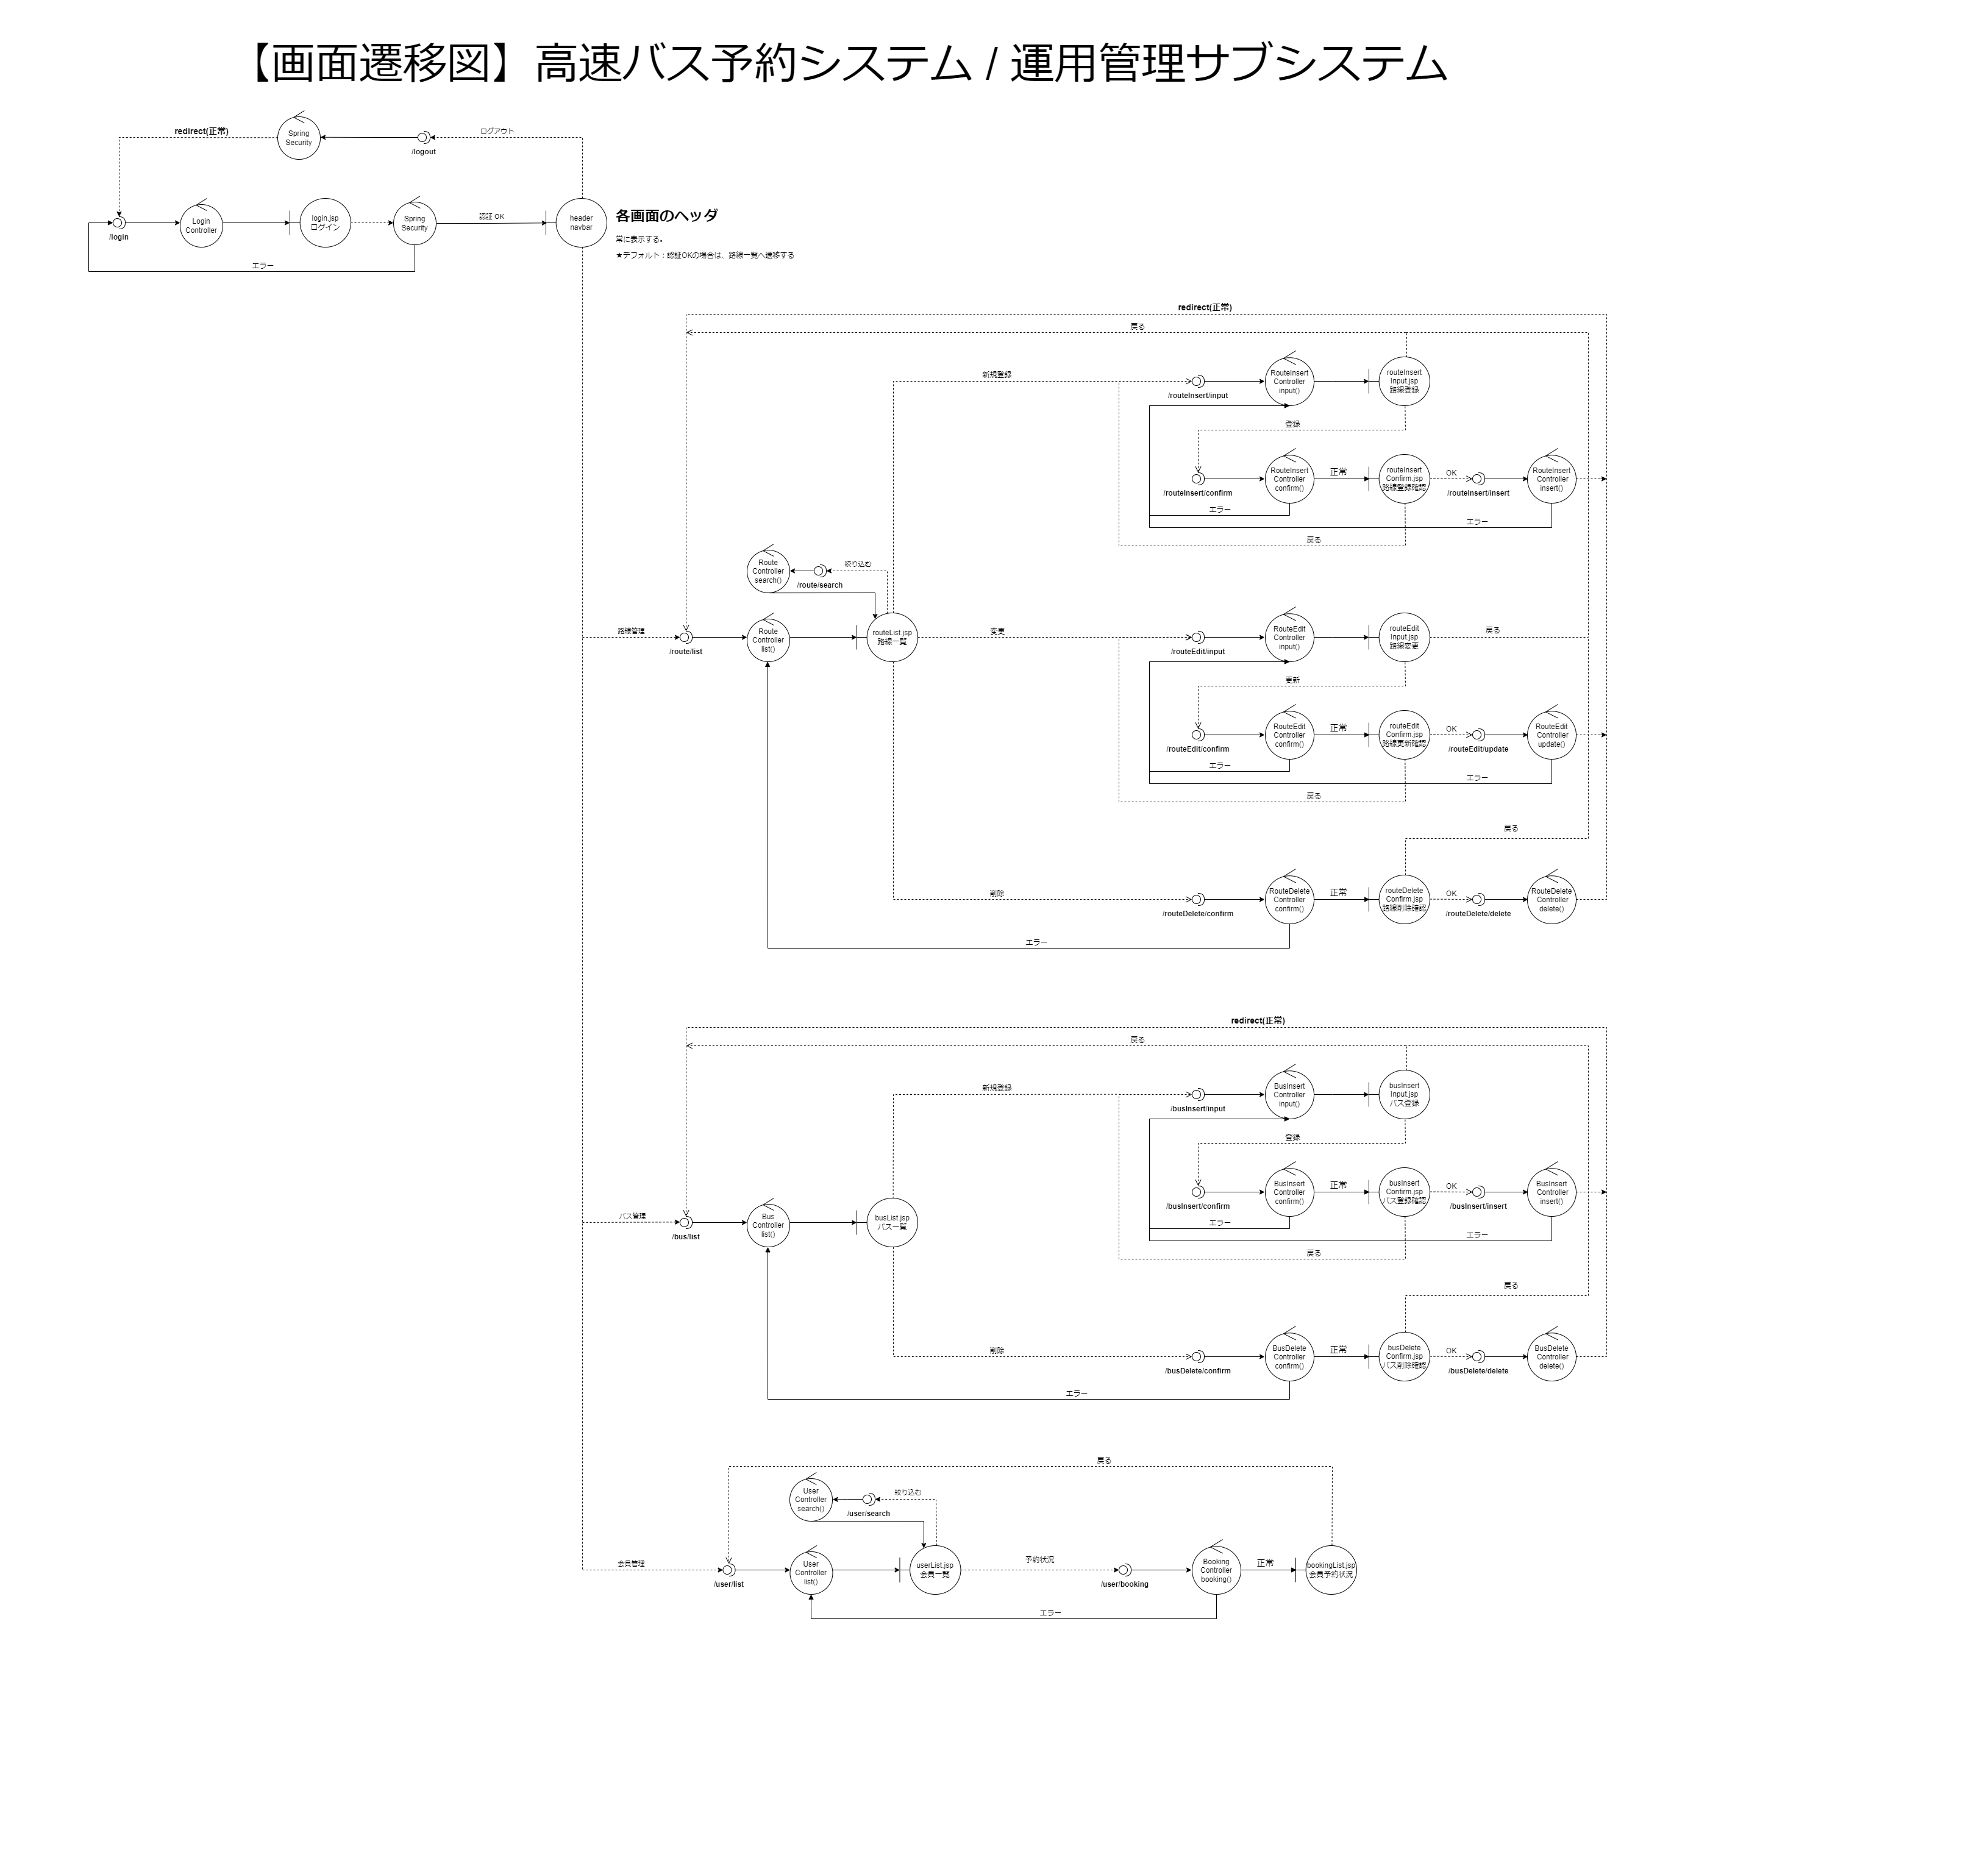 【画面遷移図】高速バス予約システム / 運用管理サブシステム
redirect(正常)
Spring
Security
/logout
ログアウト
/login
Login
Controller
login.jsp
ログイン
Spring
Security
認証 OK
header
navbar
エラー
各画面のヘッダ
常に表示する。
★デフォルト：認証OKの場合は、路線一覧へ遷移する
redirect(正常)
戻る
新規登録
/routeInsert/input
RouteInsert
Controller
input()
routeInsert
Input.jsp
路線登録
登録
/routeInsert/confirm
RouteInsert
Controller
confirm()
正常
routeInsert
Confirm.jsp
路線登録確認
OK
/routeInsert/insert
RouteInsert
Controller
insert()
エラー
エラー
戻る
Route
Controller
search()
/route/search
絞り込む
路線管理
/route/list
Route
Controller
list()
routeList.jsp
路線一覧
変更
/routeEdit/input
RouteEdit
Controller
input()
routeEdit
Input.jsp
路線変更
戻る
更新
/routeEdit/confirm
RouteEdit
Controller
confirm()
正常
routeEdit
Confirm.jsp
路線更新確認
OK
/routeEdit/update
RouteEdit
Controller
update()
エラー
エラー
戻る
戻る
削除
/routeDelete/confirm
RouteDelete
Controller
confirm()
正常
routeDelete
Confirm.jsp
路線削除確認
OK
/routeDelete/delete
RouteDelete
Controller
delete()
エラー
redirect(正常)
戻る
新規登録
/busInsert/input
BusInsert
Controller
input()
busInsert
Input.jsp
バス登録
登録
/busInsert/confirm
BusInsert
Controller
confirm()
正常
busInsert
Confirm.jsp
バス登録確認
OK
/busInsert/insert
BusInsert
Controller
insert()
エラー
エラー
戻る
バス管理
/bus/list
Bus
Controller
list()
busList.jsp
バス一覧
戻る
削除
/busDelete/confirm
BusDelete
Controller
confirm()
正常
busDelete
Confirm.jsp
バス削除確認
OK
/busDelete/delete
BusDelete
Controller
delete()
エラー
戻る
User
Controller
search()
/user/search
絞り込む
会員管理
/user/list
User
Controller
list()
userList.jsp
会員一覧
予約状況
/user/booking
Booking
Controller
booking()
正常
bookingList.jsp
会員予約状況
エラー